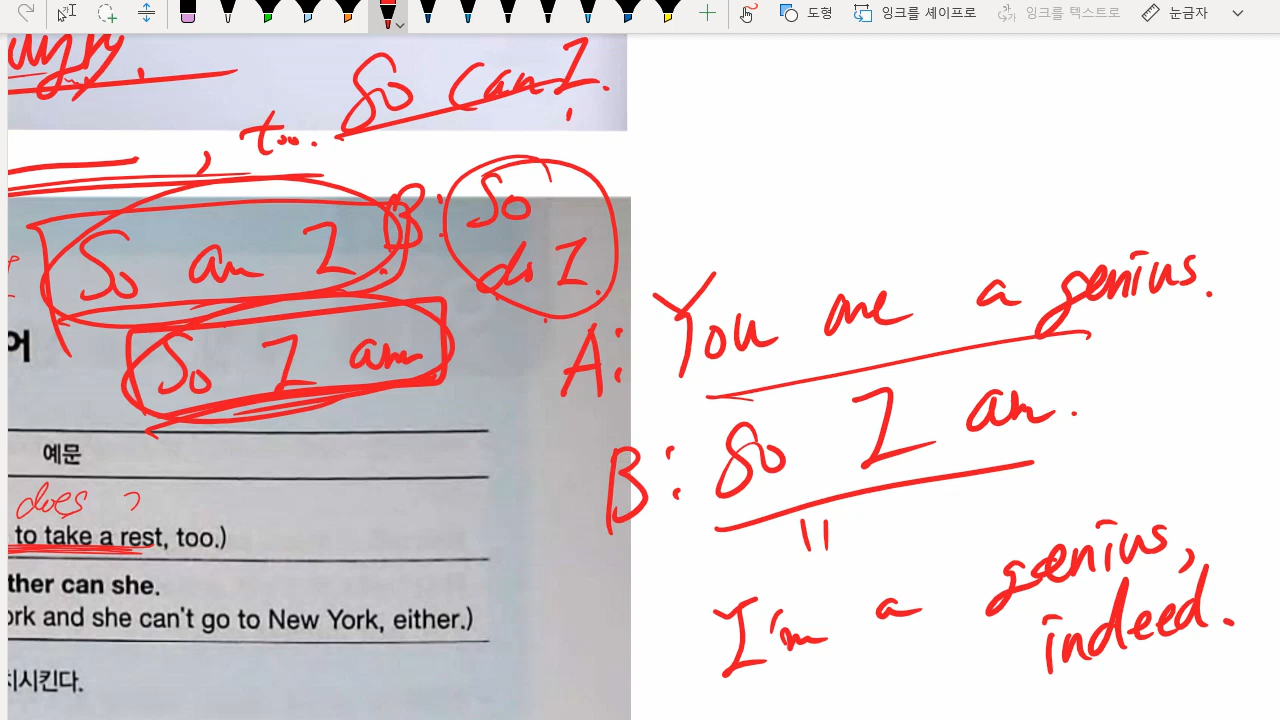 도형 잉크를 셰이프로 잉크를 텍스트로 눈금자
So can I.
, too.
So am I.
B: So
do I.
So I am
A: You are a genius.
B: So I am.
=
I'm a genius,
indeed.
어
예문
does
to take a rest, too.)
ther can she.
ork and she can't go to New York, either.)
시킨다.